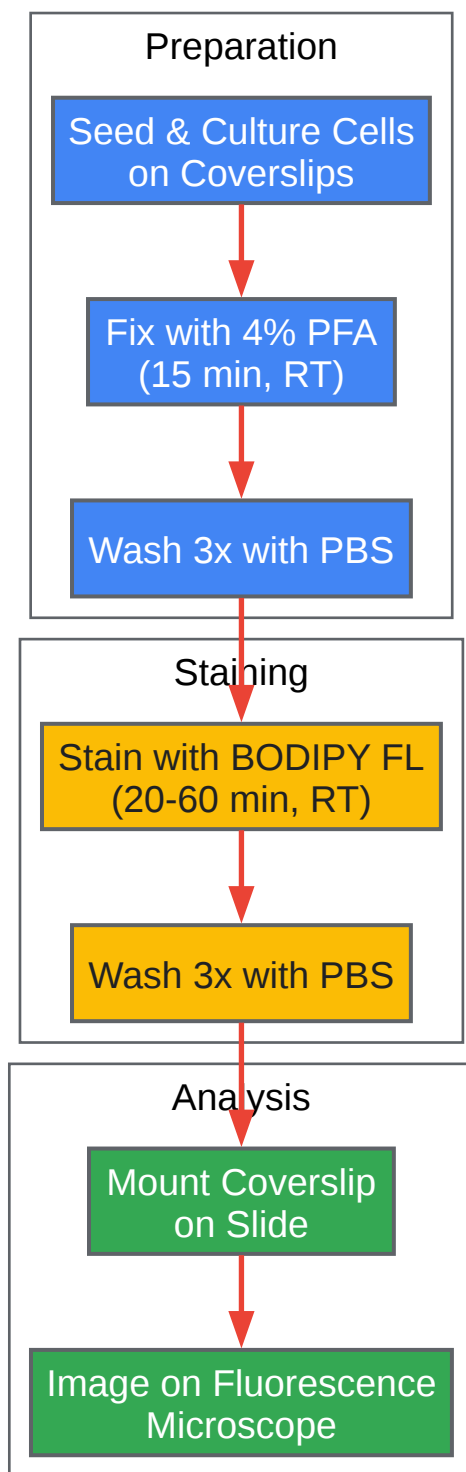 Preparation
Seed & Culture Cells
on Coverslips
Fix with 4% PFA
(15 min, RT)
Wash 3x with PBS
Staining
Stain with BODIPY FL
(20-60 min, RT)
Wash 3x with PBS
Analysis
Mount Coverslip
on Slide
Image on Fluorescence
Microscope